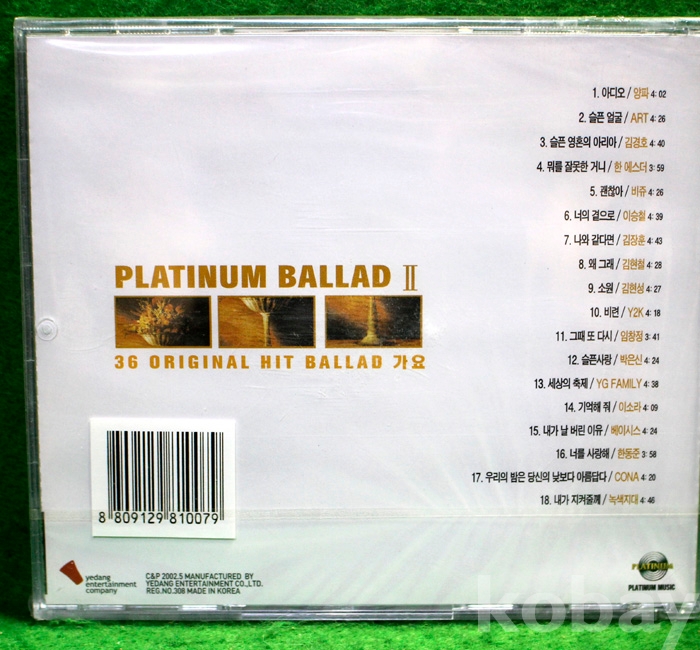 1. 아디오 / 양파 4: 02
2. 슬픈 얼굴 / ART 4: 26
3. 슬픈 영혼의 아리아 / 김경호 4: 40
4. 뭐를 잘못한 거니 / 한 에스더 3: 59
5. 괜찮아 / 비쥬 4: 26
6. 너의 곁으로 / 이승철 4: 39
7. 나와 같다면 / 김장훈 4: 43
8. 왜 그래 / 김현철 4: 28
9. 소원 / 김현성 4: 27
10. 비련 / Y2K 4: 18
11. 그때 또 다시 / 임창정 3: 41
12. 슬픈사랑 / 박은신 4: 24
13. 세상의 축제 / YG FAMILY 4: 38
14. 기억해 줘 / 이소라 4: 09
15. 내가 날 버린 이유 / 베이시스 4: 24
16. 너를 사랑해 / 한동준 3: 58
17. 우리의 밤은 당신의 낮보다 아름답다 / CONA 4: 20
18. 내가 지켜줄께 / 녹색지대 4: 46
PLATINUM BALLAD II
36 ORIGINAL HIT BALLAD 가요
8 809129 810079
yedang
entertainment
company
C&P 2002.5 MANUFACTURED BY
YEDANG ENTERTAINMENT CO.,LTD.
REG.NO.308 MADE IN KOREA
PLATINUM
PLATINUM MUSIC
kobay